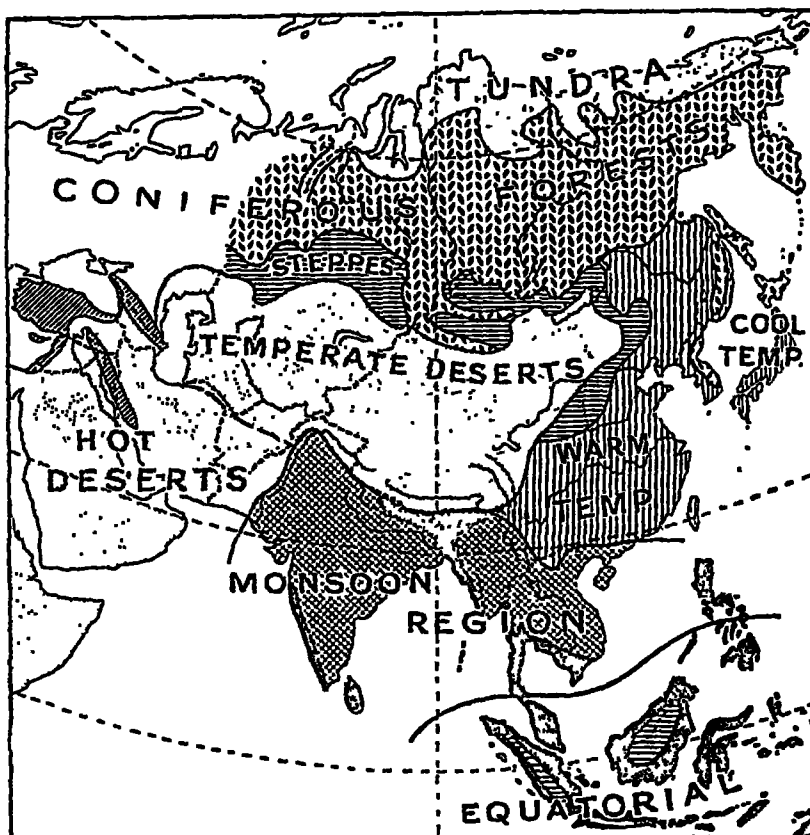 TUNDRA
CONIFEROUS FORESTS
STEPPES
COOL
TEMP.
TEMPERATE DESERTS
HOT
DESERTS
WARM
TEMP.
MONSOON
REGION
EQUATORIAL